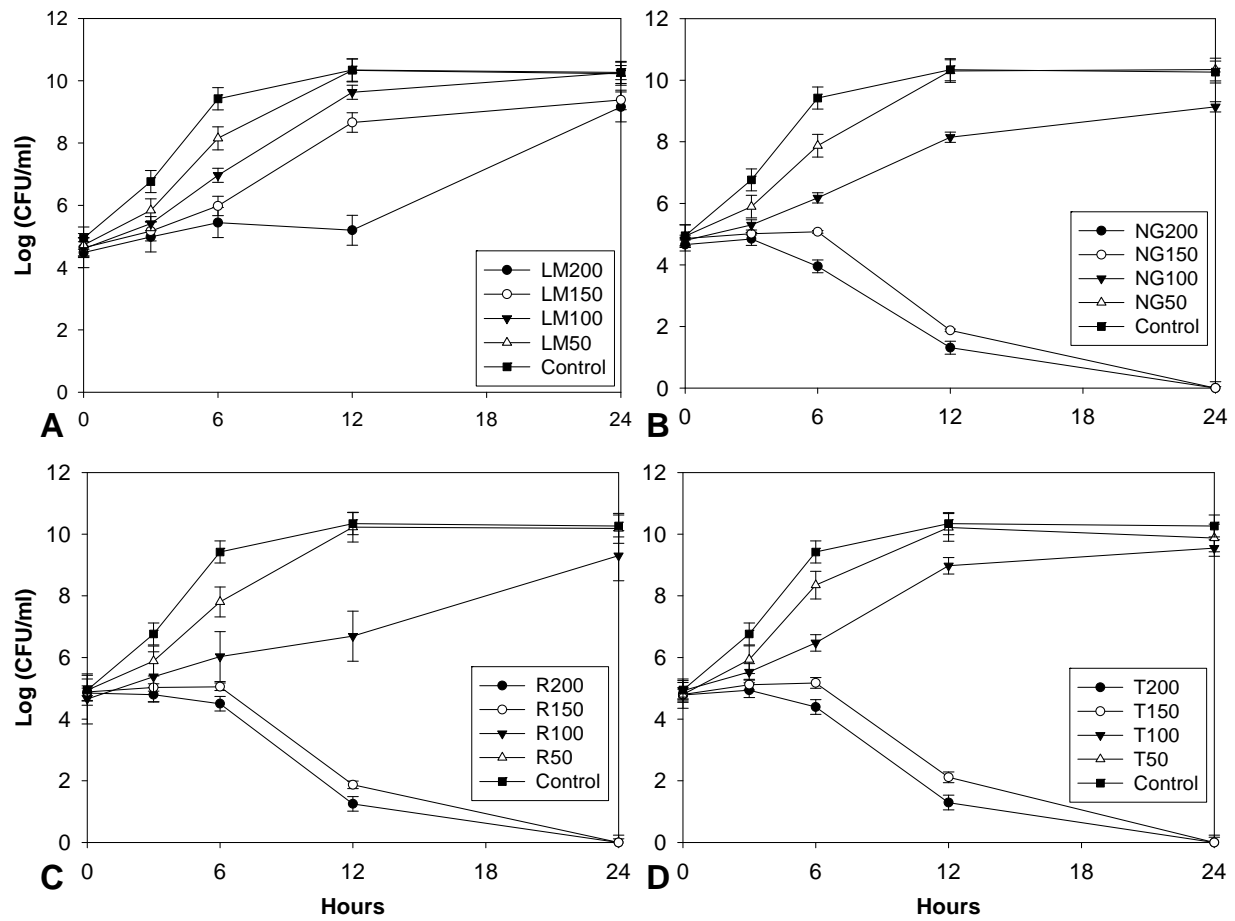 12
10
8
6
4
2
0
Log (CFU/ml)
LM200
LM150
LM100
LM50
Control
0 6 12 18 24
A
12
10
8
6
4
2
0
NG200
NG150
NG100
NG50
Control
0 6 12 18 24
B
12
10
8
6
4
2
0
Log (CFU/ml)
R200
R150
R100
R50
Control
0 6 12 18 24
C
Hours
12
10
8
6
4
2
0
T200
T150
T100
T50
Control
0 6 12 18 24
D
Hours